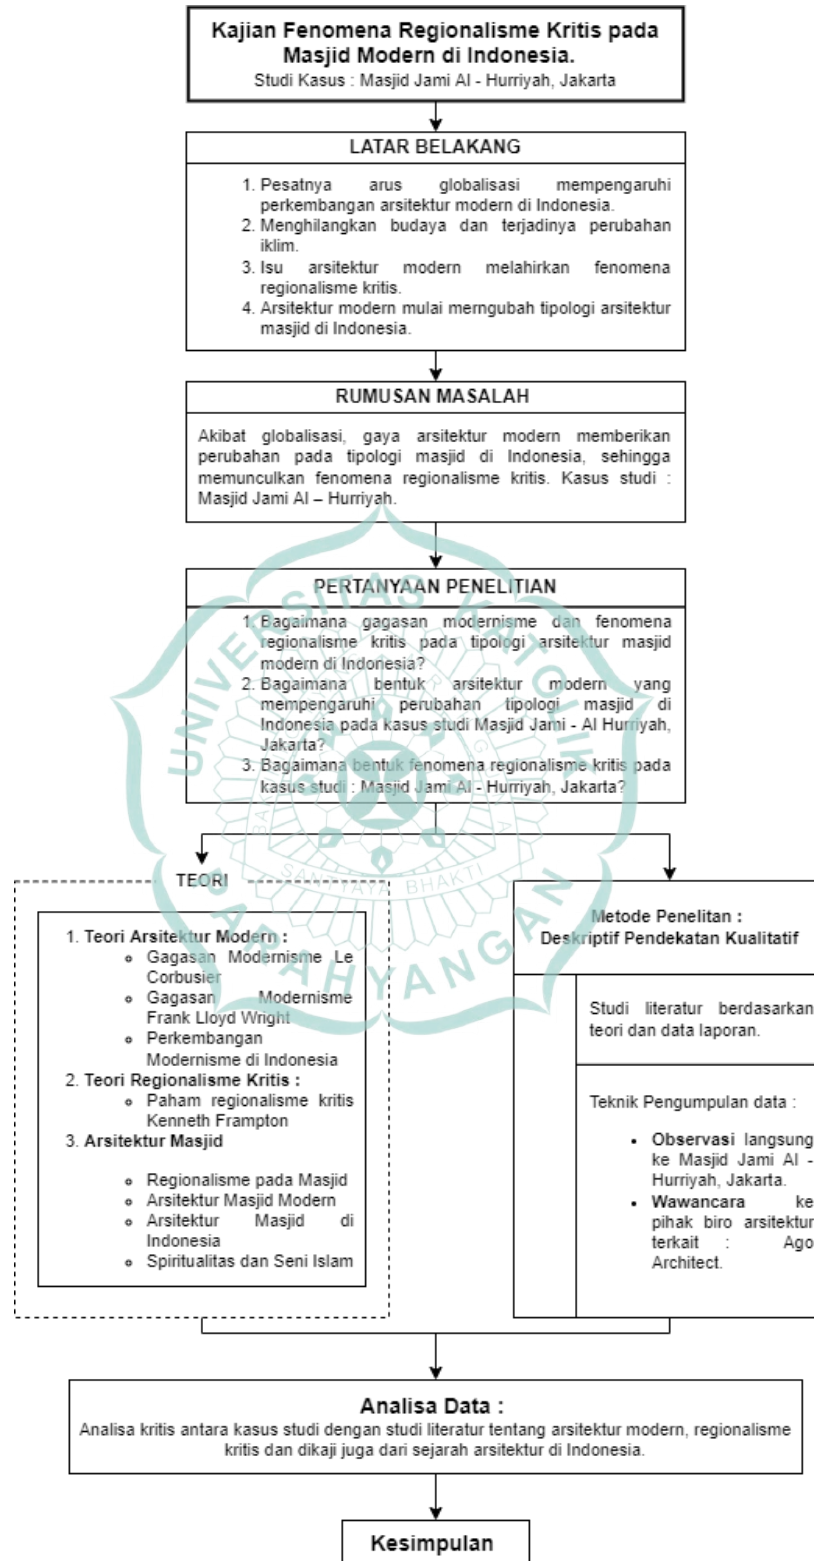 Kajian Fenomena Regionalisme Kritis pada
Masjid Modern di Indonesia.
Studi Kasus : Masjid Jami Al - Hurriyah, Jakarta
LATAR BELAKANG
1. Pesatnya arus globalisasi mempengaruhi
perkembangan arsitektur modern di Indonesia.
2. Menghilangkan budaya dan terjadinya perubahan
iklim.
3. Isu arsitektur modern melahirkan fenomena
regionalisme kritis.
4. Arsitektur modern mulai merngubah tipologi arsitektur
masjid di Indonesia.
RUMUSAN MASALAH
Akibat globalisasi, gaya arsitektur modern memberikan
perubahan pada tipologi masjid di Indonesia, sehingga
memunculkan fenomena regionalisme kritis. Kasus studi :
Masjid Jami Al – Hurriyah.
PERTANYAAN PENELITIAN
1. Bagaimana gagasan modernisme dan fenomena
regionalisme kritis pada tipologi arsitektur masjid
modern di Indonesia?
2. Bagaimana bentuk arsitektur modern yang
mempengaruhi perubahan tipologi masjid di
Indonesia pada kasus studi Masjid Jami - Al Hurriyah,
Jakarta?
3. Bagaimana bentuk fenomena regionalisme kritis pada
kasus studi : Masjid Jami Al - Hurriyah, Jakarta?
UNIVERSITAS KATOLIK
PARAHYANGAN
SANTIAYA BHAKTI
TEORI
1. Teori Arsitektur Modern :
Gagasan Modernisme Le
Corbusier
Gagasan Modernisme
Frank Lloyd Wright
Perkembangan
Modernisme di Indonesia
2. Teori Regionalisme Kritis :
Paham regionalisme kritis
Kenneth Frampton
3. Arsitektur Masjid
Regionalisme pada Masjid
Arsitektur Masjid Modern
Arsitektur Masjid di
Indonesia
Spiritualitas dan Seni Islam
Metode Penelitan :
Deskriptif Pendekatan Kualitatif
Studi literatur berdasarkan
teori dan data laporan.
Teknik Pengumpulan data :
Observasi langsung
ke Masjid Jami Al -
Hurriyah, Jakarta.
Wawancara ke
pihak biro arsitektur
terkait : Ago
Architect.
Analisa Data :
Analisa kritis antara kasus studi dengan studi literatur tentang arsitektur modern, regionalisme
kritis dan dikaji juga dari sejarah arsitektur di Indonesia.
Kesimpulan